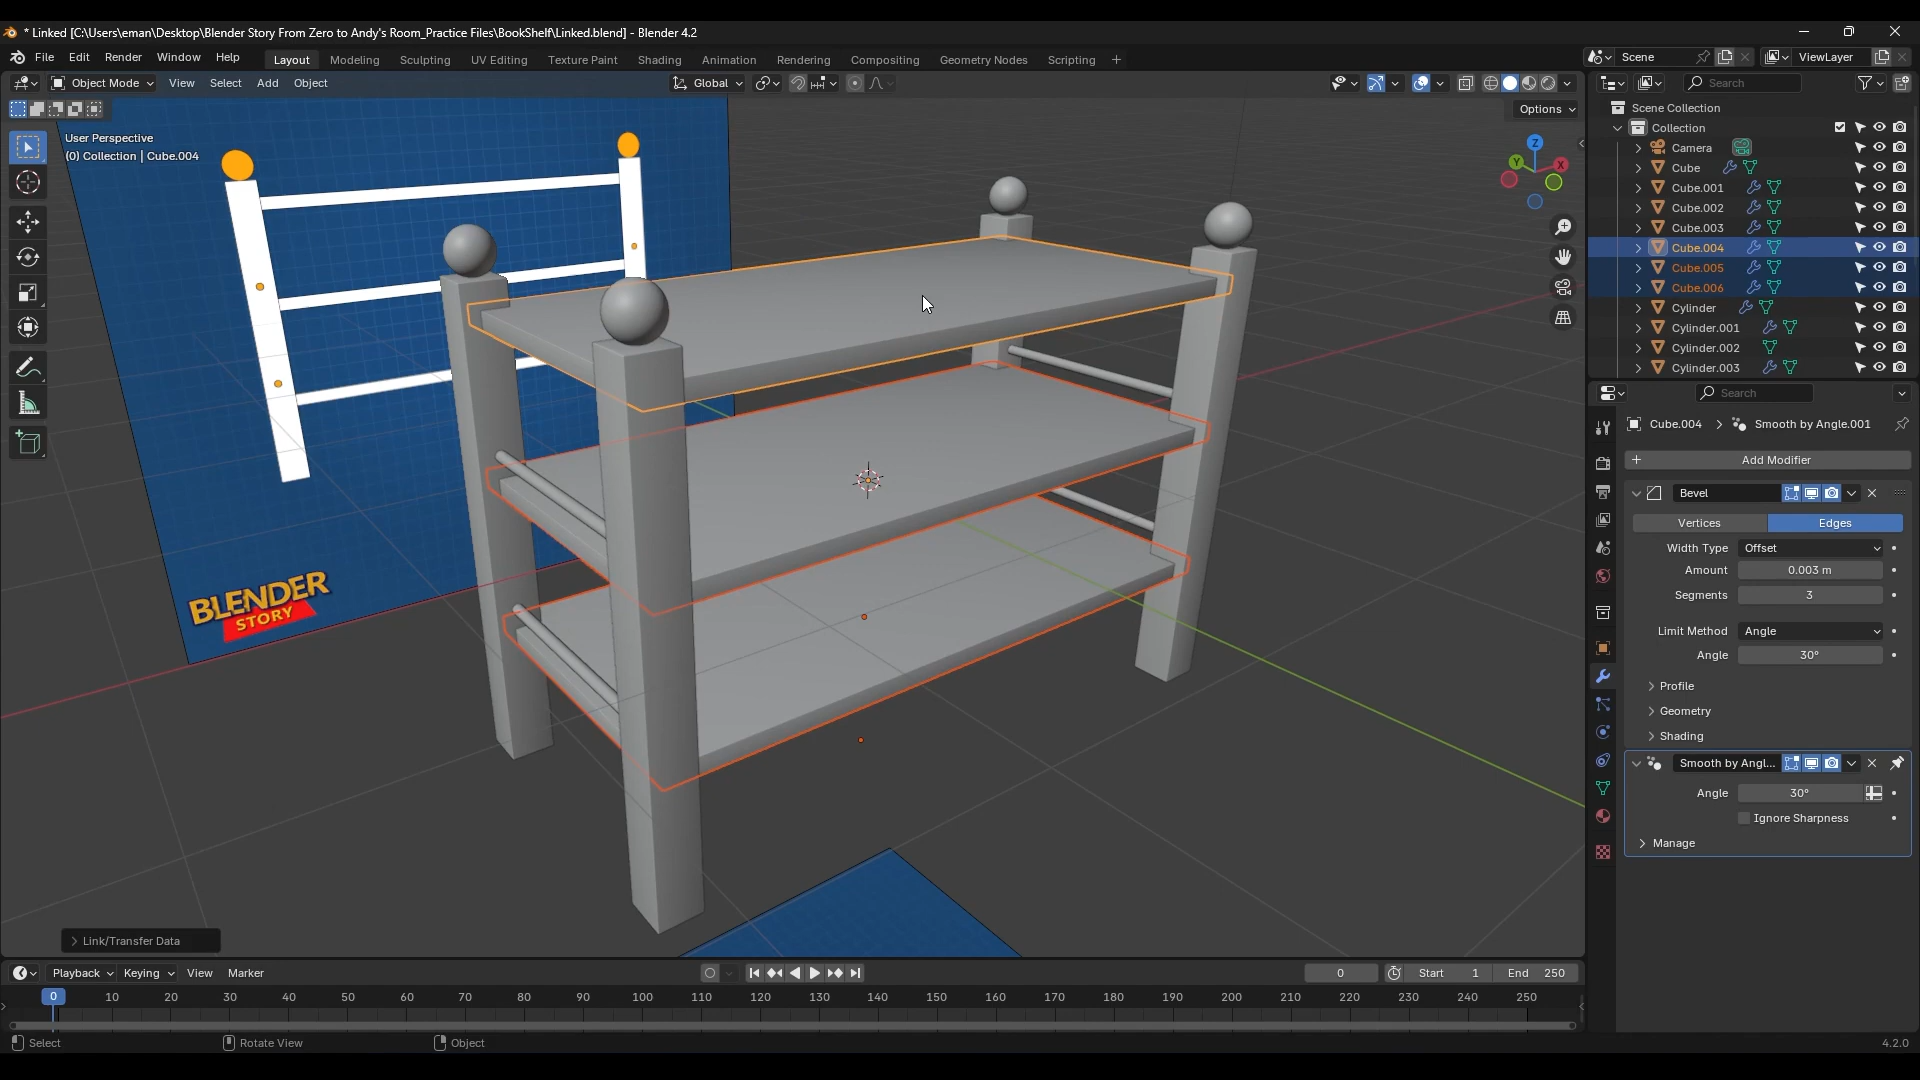 * Linked [C:\Users\eman\Desktop\Blender Story From Zero to Andy's Room_Practice Files\BookShelf\Linked.blend] - Blender 4.2
File Edit Render Window Help Layout Modeling Sculpting UV Editing Texture Paint Shading Animation Rendering Compositing Geometry Nodes Scripting + Scene ViewLayer
Object Mode View Select Add Object Global Search
Options
User Perspective
(0) Collection | Cube.004
Z
Y X
BLENDER
STORY
Link/Transfer Data
Scene Collection
Collection
Camera
Cube
Cube.001
Cube.002
Cube.003
Cube.004
Cube.005
Cube.006
Cylinder
Cylinder.001
Cylinder.002
Cylinder.003
Search
Cube.004 > Smooth by Angle.001
+ Add Modifier
Bevel
Vertices Edges
Width Type Offset
Amount 0.003 m
Segments 3
Limit Method Angle
Angle 30°
Profile
Geometry
Shading
Smooth by Angl...
Angle 30°
Ignore Sharpness
Manage
Playback Keying View Marker 0 Start 1 End 250
0 10 20 30 40 50 60 70 80 90 100 110 120 130 140 150 160 170 180 190 200 210 220 230 240 250
Select Rotate View Object 4.2.0